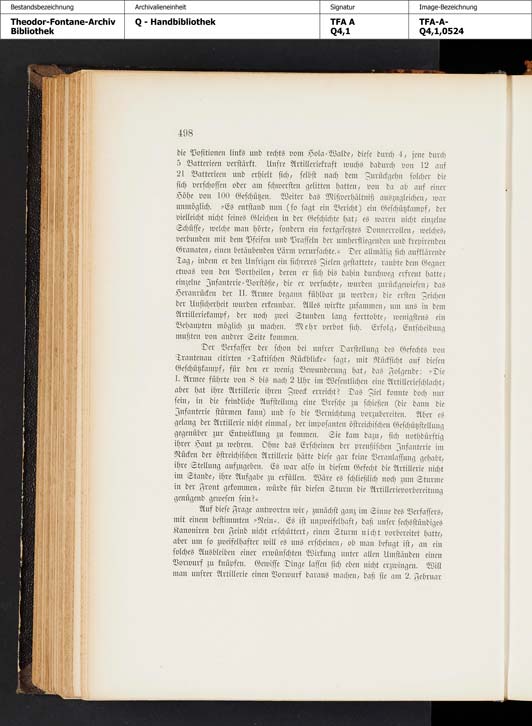 Bestandsbezeichnung
Archivalieneinheit
Signatur
Image-Bezeichnung
Theodor-Fontane-Archiv
Bibliothek
Q - Handbibliothek
TFA A
Q4,1
TFA-A-
Q4,1,0524
498
die Positionen links und rechts vom Hola-Walde, diese durch 4, jene durch
5 Batterieen verstärkt. Unsre Artilleriekraft wuchs dadurch von 12 auf
21 Batterieen und erhielt sich, selbst nach dem Zurückgehn solcher die
sich verschossen oder am schwersten gelitten hatten, von da ab auf einer
Höhe von 100 Geschützen. Weiter das Mißverhältniß auszugleichen, war
unmöglich. »Es entstand nun (so sagt ein Bericht) ein Geschützkampf, der
vielleicht nicht seines Gleichen in der Geschichte hat; es waren nicht einzelne
Schüsse, welche man hörte, sondern ein fortgesetztes Donnerrollen, welches,
verbunden mit dem Pfeifen und Prasseln der umherfliegenden und krepirenden
Granaten, einen betäubenden Lärm verursachte.« Der allmälig sich aufklärende
Tag, indem er den Unsrigen ein sichreres Zielen gestattete, raubte dem Gegner
etwas von den Vortheilen, deren er sich bis dahin durchweg erfreut hatte;
einzelne Infanterie-Vorstöße, die er versuchte, wurden zurückgewiesen; das
Heranrücken der II. Armee begann fühlbar zu werden; die ersten Zeichen
der Unsicherheit wurden erkennbar. Alles wirkte zusammen, um uns in dem
Artilleriekampf, der noch zwei Stunden lang forttobte, wenigstens ein
Behaupten möglich zu machen. Mehr verbot sich. Erfolg, Entscheidung
mußten von andrer Seite kommen.
Der Verfasser der schon bei unsrer Darstellung des Gefechts von
Trautenau citirten »Taktischen Rückblicke« sagt, mit Rücksicht auf diesen
Geschützkampf, für den er wenig Bewunderung hat, das Folgende: »Die
I. Armee führte von 8 bis nach 2 Uhr im Wesentlichen eine Artillerieschlacht;
aber hat ihre Artillerie ihren Zweck erreicht? Das Ziel konnte doch nur
sein, in die feindliche Aufstellung eine Bresche zu schießen (die dann die
Infanterie stürmen kann) und so die Vernichtung vorzubereiten. Aber es
gelang der Artillerie nicht einmal, der imposanten östreichischen Geschützstellung
gegenüber zur Entwicklung zu kommen. Sie kam dazu, sich nothdürftig
ihrer Haut zu wehren. Ohne das Erscheinen der preußischen Infanterie im
Rücken der östreichischen Artillerie hätte diese gar keine Veranlassung gehabt,
ihre Stellung aufzugeben. Es war also in diesem Gefecht die Artillerie nicht
im Stande, ihre Aufgabe zu erfüllen. Wäre es schließlich noch zum Sturme
in der Front gekommen, würde für diesen Sturm die Artillerievorbereitung
genügend gewesen sein?«
Auf diese Frage antworten wir, zunächst ganz im Sinne des Verfassers,
mit einem bestimmten »Nein«. Es ist unzweifelhaft, daß unser sechsstündiges
Kanoniren den Feind nicht erschüttert, einen Sturm nicht vorbereitet hatte,
aber um so zweifelhafter will es uns erscheinen, ob man befugt ist, an ein
solches Ausbleiben einer erwünschten Wirkung unter allen Umständen einen
Vorwurf zu knüpfen. Gewisse Dinge lassen sich eben nicht erzwingen. Will
man unsrer Artillerie einen Vorwurf daraus machen, daß sie am 2. Februar